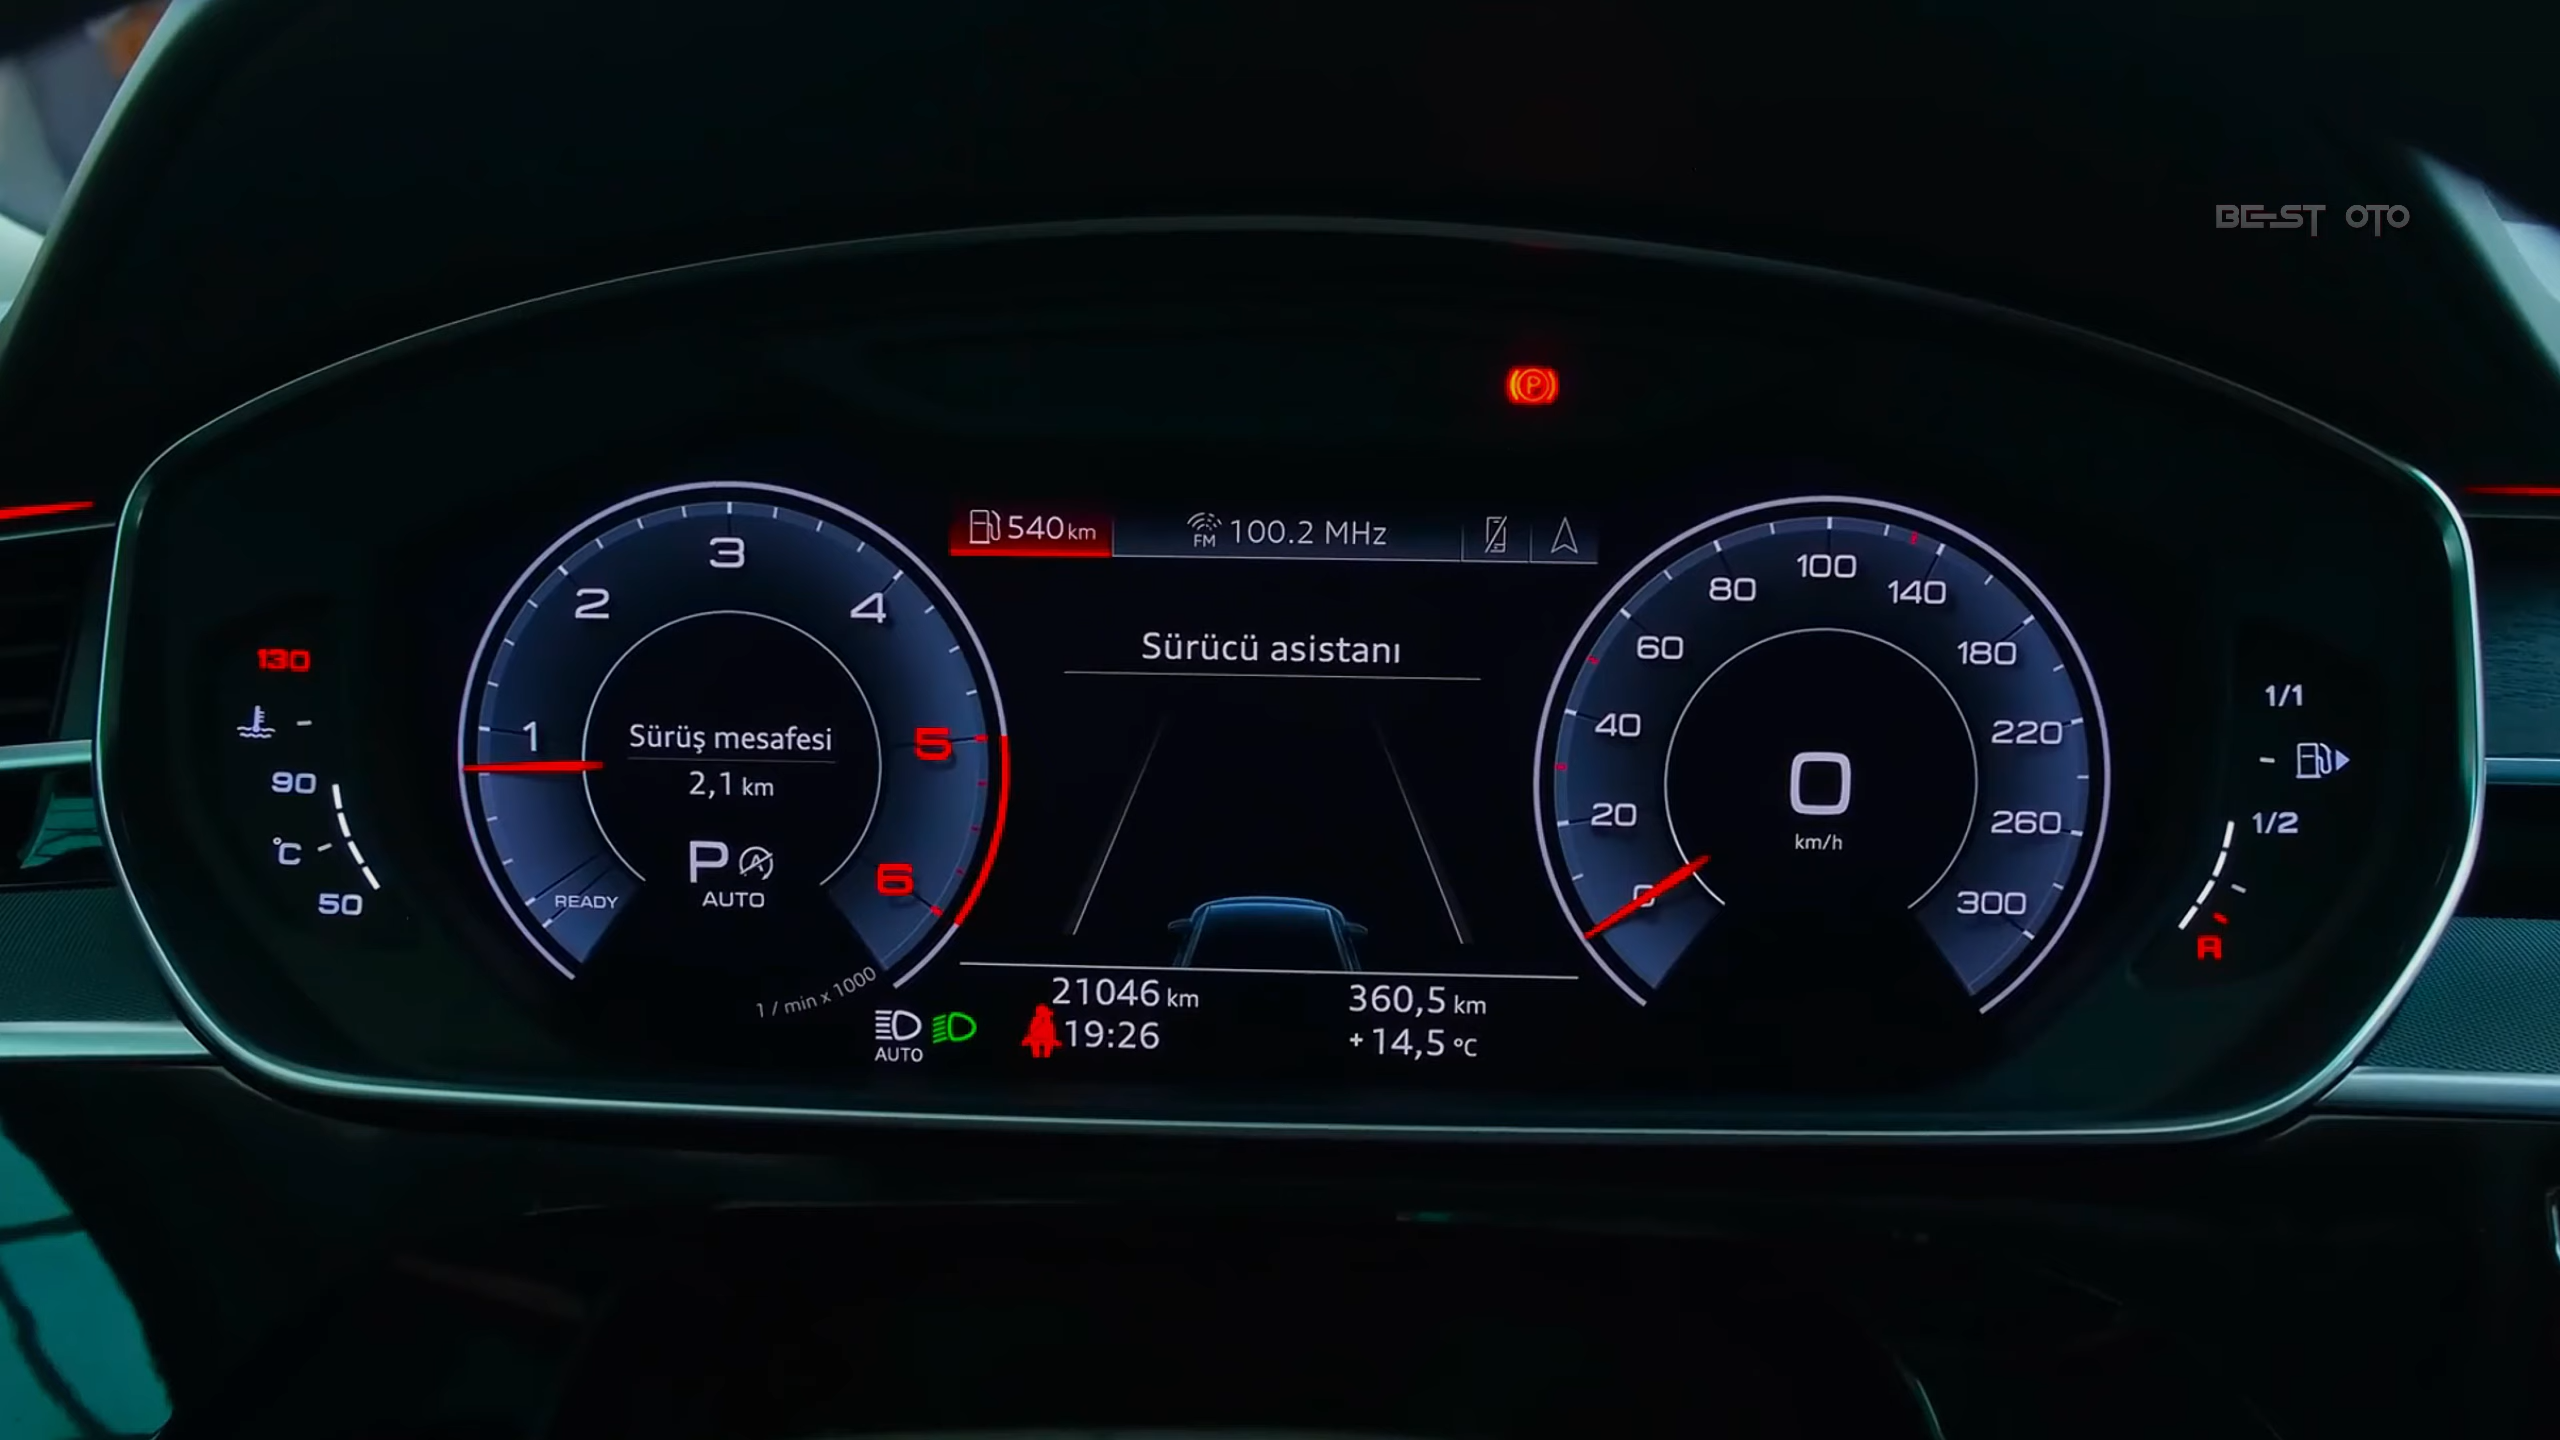 BEST OTO
540 km
FM 100.2 MHz
1
2
3
4
5
6
READY
1 / min x 1000
Sürüş mesafesi
2,1 km
P A
AUTO
Sürücü asistanı
0
20
40
60
80
100
140
180
220
260
300
0
km/h
130
90
°C
50
1/1
1/2
R
P
AUTO
21046 km
19:26
360,5 km
+14,5 °C